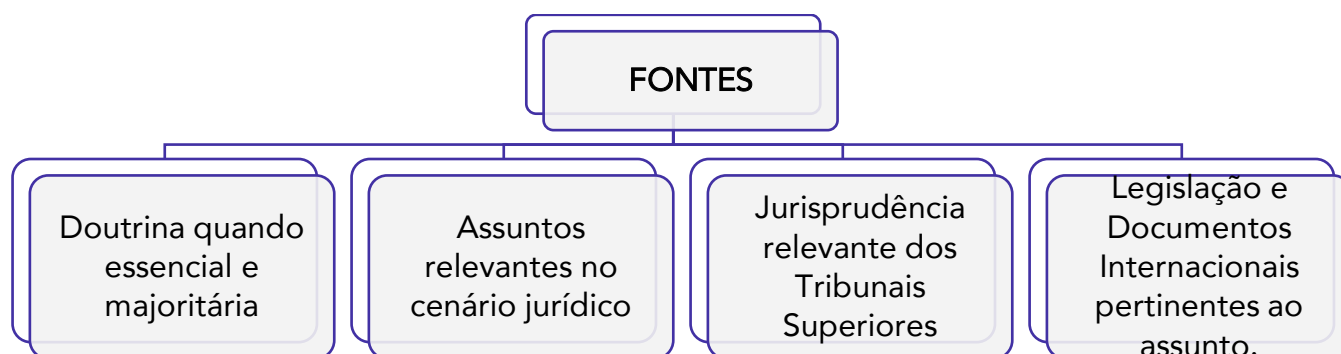 FONTES
Doutrina quando
essencial e
majoritária
Assuntos
relevantes no
cenário jurídico
Jurisprudência
relevante dos
Tribunais
Superiores
Legislação e
Documentos
Internacionais
pertinentes ao
assunto.